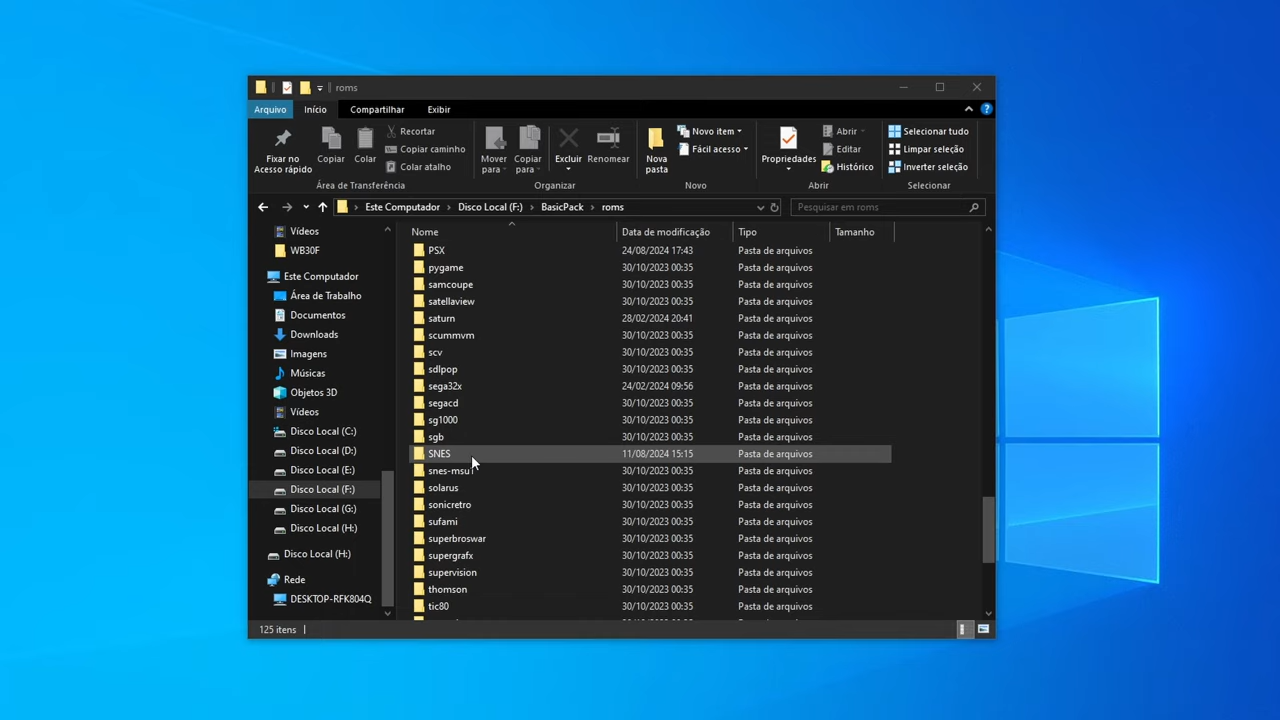 roms
Arquivo Início Compartilhar Exibir
Fixar no Acesso rápido
Copiar
Colar
Recortar
Copiar caminho
Colar atalho
Área de Transferência
Mover para
Copiar para
Excluir
Renomear
Organizar
Nova pasta
Novo item
Fácil acesso
Novo
Propriedades
Abrir
Editar
Histórico
Abrir
Selecionar tudo
Limpar seleção
Inverter seleção
Selecionar
Este Computador > Disco Local (F:) > BasicPack > roms
Pesquisar em roms
Vídeos
WB30F
Este Computador
Área de Trabalho
Documentos
Downloads
Imagens
Músicas
Objetos 3D
Vídeos
Disco Local (C:)
Disco Local (D:)
Disco Local (E:)
Disco Local (F:)
Disco Local (G:)
Disco Local (H:)
Disco Local (H:)
Rede
DESKTOP-RFK804Q
Nome Data de modificação Tipo Tamanho
PSX 24/08/2024 17:43 Pasta de arquivos
pygame 30/10/2023 00:35 Pasta de arquivos
samcoupe 30/10/2023 00:35 Pasta de arquivos
satellaview 30/10/2023 00:35 Pasta de arquivos
saturn 28/02/2024 20:41 Pasta de arquivos
scummvm 30/10/2023 00:35 Pasta de arquivos
scv 30/10/2023 00:35 Pasta de arquivos
sdlpop 30/10/2023 00:35 Pasta de arquivos
sega32x 24/02/2024 09:56 Pasta de arquivos
segacd 30/10/2023 00:35 Pasta de arquivos
sg1000 30/10/2023 00:35 Pasta de arquivos
sgb 30/10/2023 00:35 Pasta de arquivos
SNES 11/08/2024 15:15 Pasta de arquivos
snes-msu1 30/10/2023 00:35 Pasta de arquivos
solarus 30/10/2023 00:35 Pasta de arquivos
sonicretro 30/10/2023 00:35 Pasta de arquivos
sufami 30/10/2023 00:35 Pasta de arquivos
superbroswar 30/10/2023 00:35 Pasta de arquivos
supergrafx 30/10/2023 00:35 Pasta de arquivos
supervision 30/10/2023 00:35 Pasta de arquivos
thomson 30/10/2023 00:35 Pasta de arquivos
tic80 30/10/2023 00:35 Pasta de arquivos
125 itens